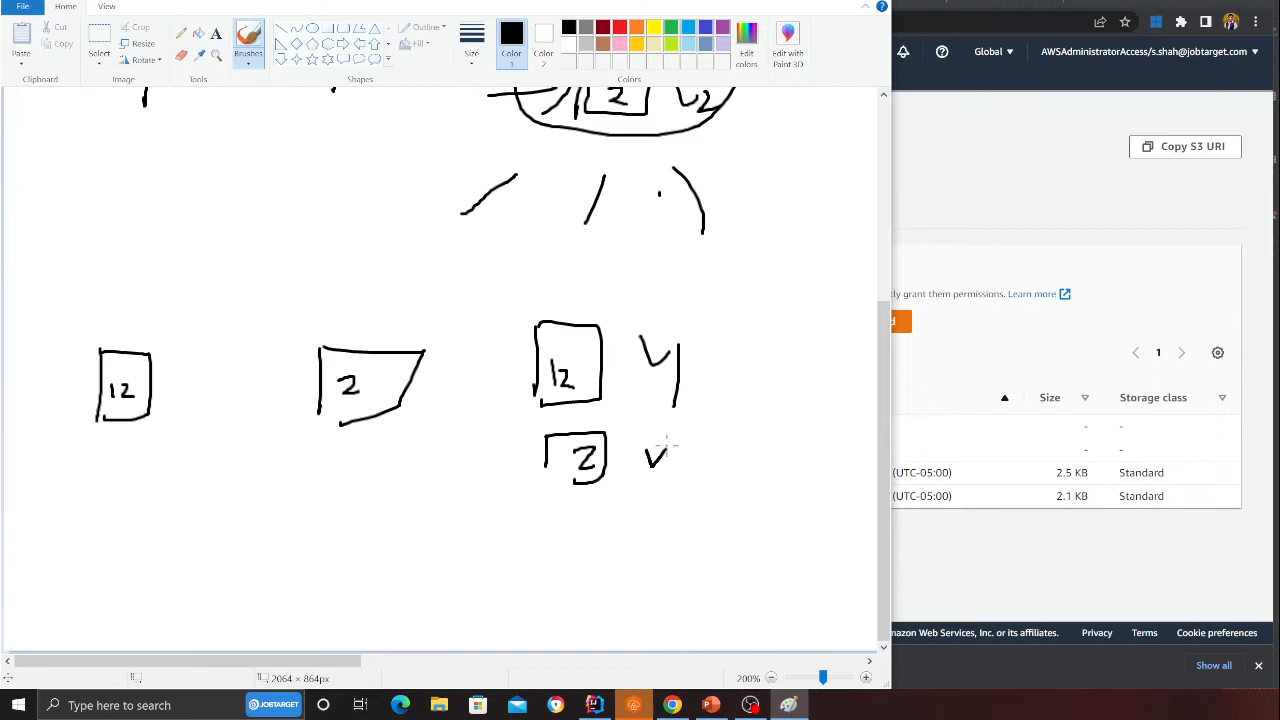 File
Home
View
Paste
Cut
Copy
Clipboard
Select
Crop
Resize
Rotate
Image
A
Tools
Brushes
Outline
Fill
Shapes
Size
Color
1
Color
2
Colors
Edit
colors
Edit with
Paint 3D
Global
AWSAdministratorAccess/s.shah@jobtarget.com
2 v2
Copy S3 URI
tly grant them permissions. Learn more
d
1
Size
Storage class
-
-
-
-
(UTC-05:00)
2.5 KB
Standard
(UTC-05:00)
2.1 KB
Standard
12
2
12 V1
2 v
mazon Web Services, Inc. or its affiliates.
Privacy
Terms
Cookie preferences
Show all
2064 × 864px
200%
Type here to search
JOBTARGET